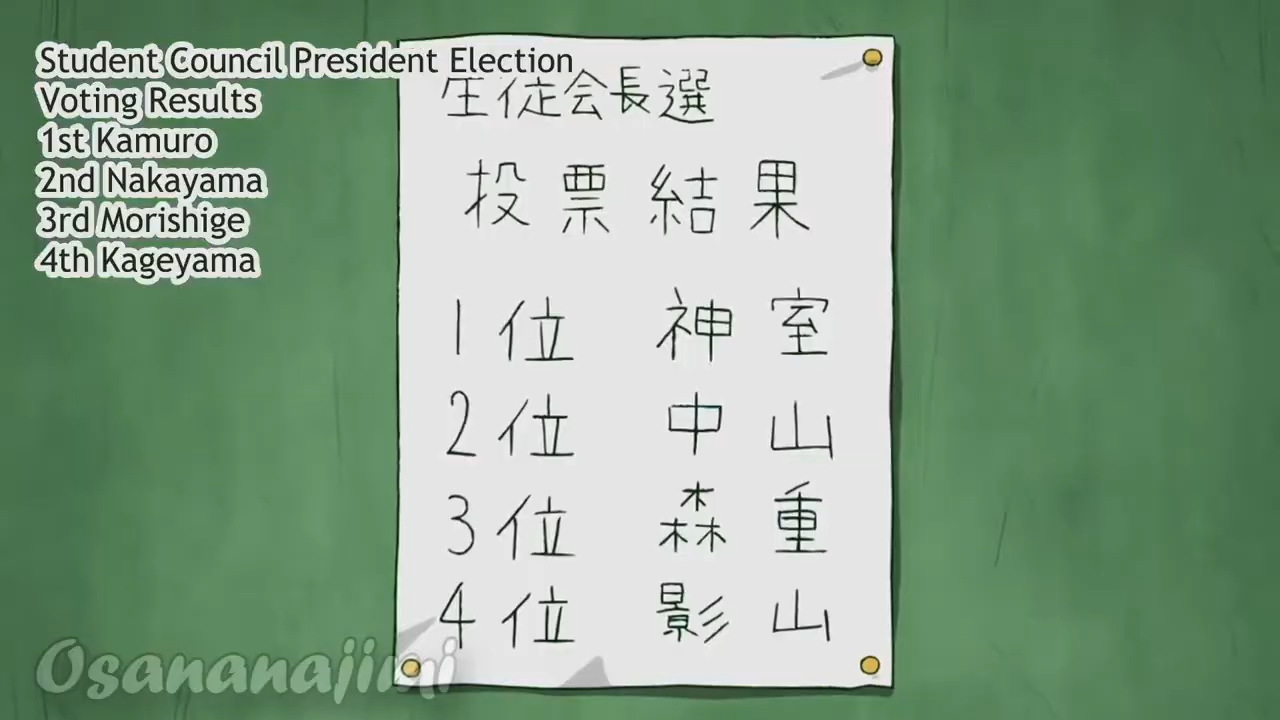 Student Council President Election
Voting Results
1st Kamuro
2nd Nakayama
3rd Morishige
4th Kageyama
生徒会長選
投票結果
1位 神室
2位 中山
3位 森重
4位 影山
Osananajimi